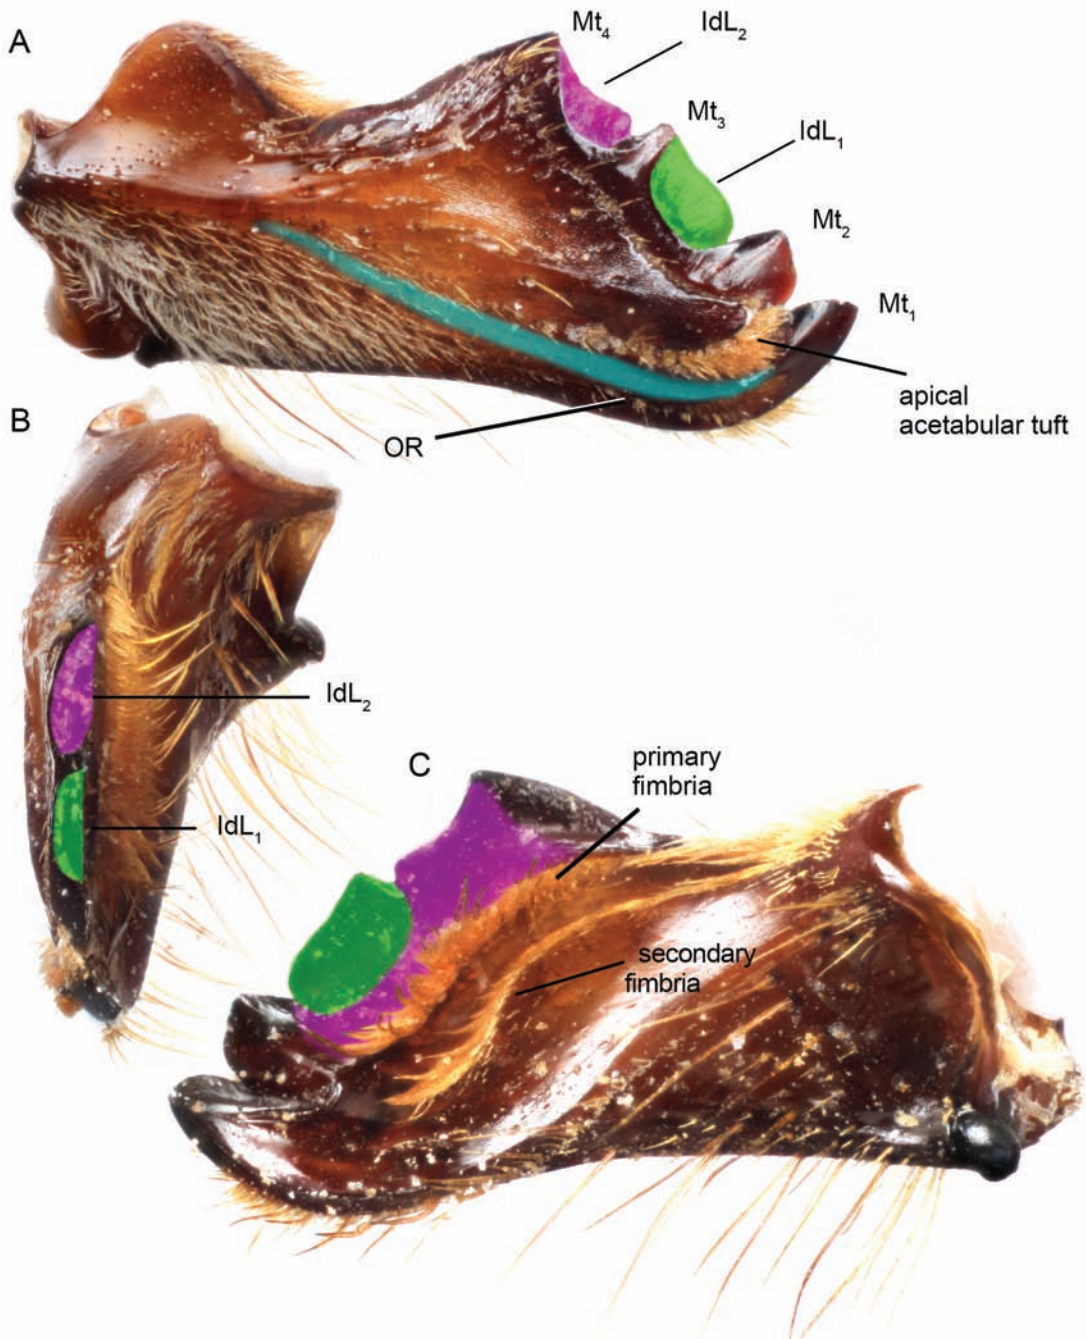 A
Mt4
IdL2
Mt3
IdL1
Mt2
Mt1
apical
acetabular tuft
OR
B
IdL2
IdL1
C
primary
fimbria
secondary
fimbria